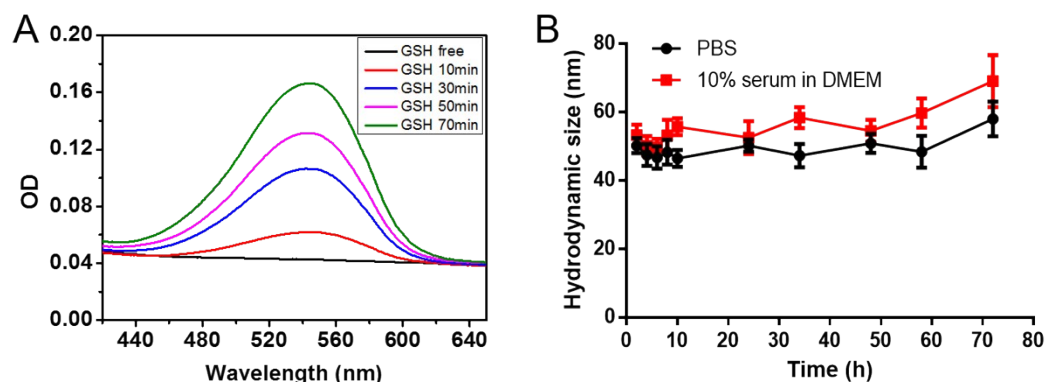 A
OD
0.20
0.16
0.12
0.08
0.04
0.00
GSH free
GSH 10min
GSH 30min
GSH 50min
GSH 70min
440 480 520 560 600 640
Wavelength (nm)
B
Hydrodynamic size (nm)
80
60
40
20
0
PBS
10% serum in DMEM
0 10 20 30 40 50 60 70 80
Time (h)